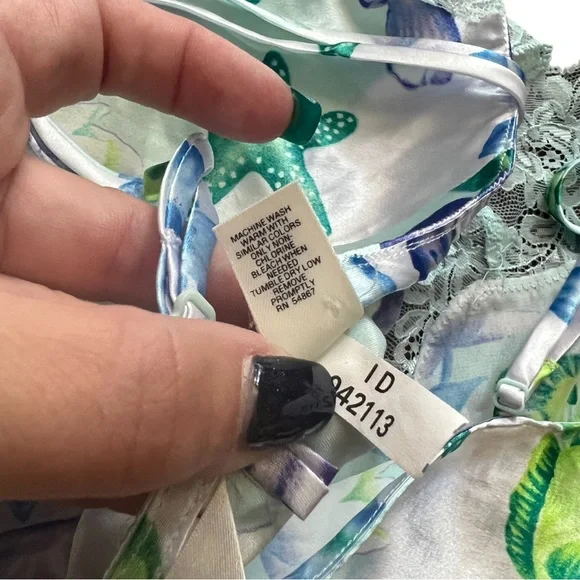 MACHINE WASH
WARM WITH
SIMILAR COLORS
ONLY NON-
CHLORINE
BLEACH WHEN
NEEDED
TUMBLE DRY LOW
REMOVE
PROMPTLY
RN 54867
ID
042113